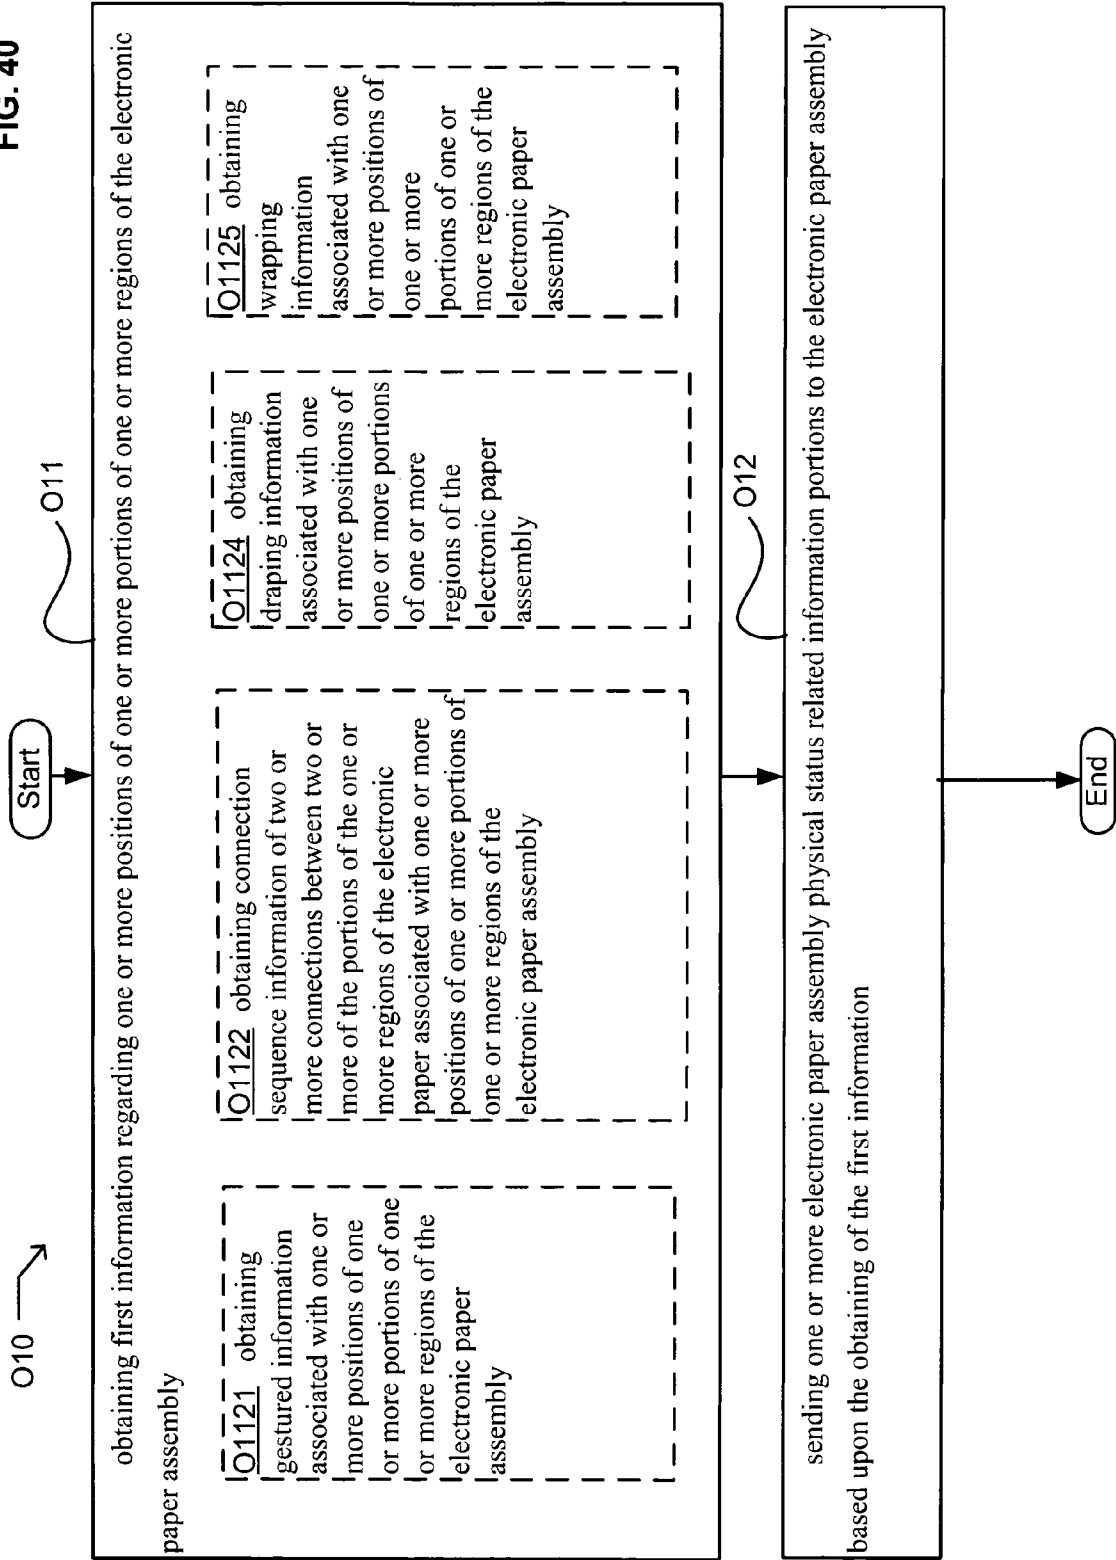 FIG. 40
O10
Start
O11
obtaining first information regarding one or more positions of one or more portions of one or more regions of the electronic
paper assembly
O1121 obtaining
gestured information
associated with one or
more positions of one
or more portions of one
or more regions of the
electronic paper
assembly
O1122 obtaining connection
sequence information of two or
more connections between two or
more of the portions of the one or
more regions of the electronic
paper associated with one or more
positions of one or more portions of
one or more regions of the
electronic paper assembly
O1124 obtaining
draping information
associated with one
or more positions of
one or more portions
of one or more
regions of the
electronic paper
assembly
O1125 obtaining
wrapping
information
associated with one
or more positions of
one or more
portions of one or
more regions of the
electronic paper
assembly
O12
sending one or more electronic paper assembly physical status related information portions to the electronic paper assembly
based upon the obtaining of the first information
End